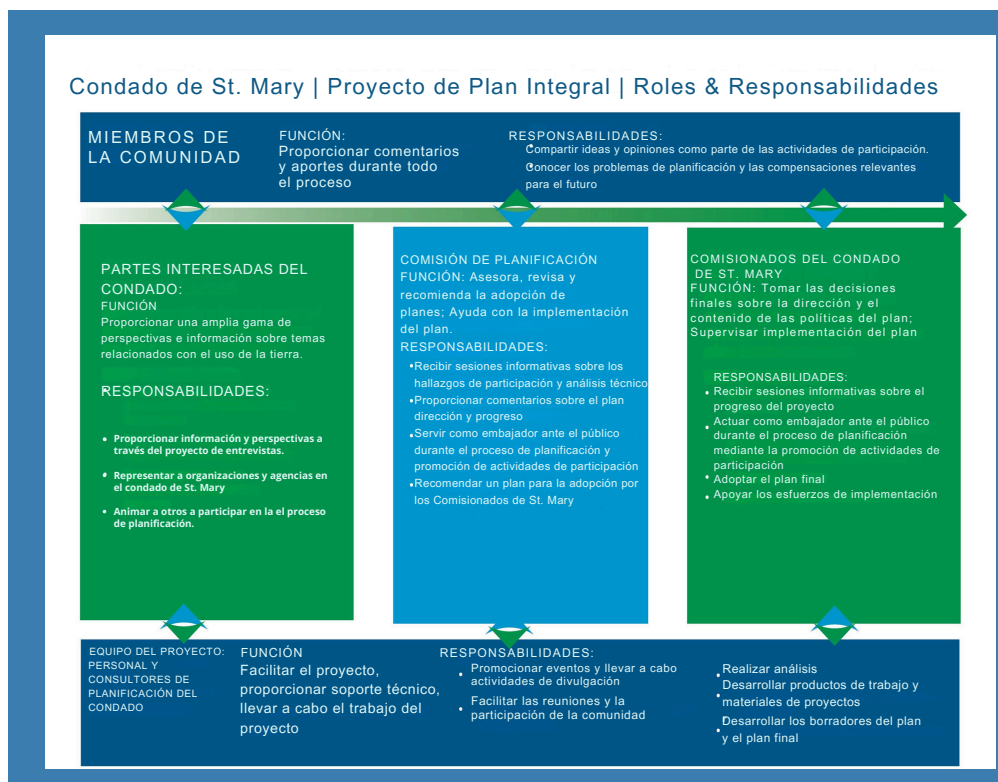 Condado de St. Mary | Proyecto de Plan Integral | Roles & Responsabilidades
MIEMBROS DE
LA COMUNIDAD
FUNCIÓN:
Proporcionar comentarios
y aportes durante todo
el proceso
RESPONSABILIDADES:
• Compartir ideas y opiniones como parte de las actividades de participación.
• Conocer los problemas de planificación y las compensaciones relevantes
para el futuro
PARTES INTERESADAS DEL
CONDADO:
FUNCIÓN
Proporcionar una amplia gama de
perspectivas e información sobre temas
relacionados con el uso de la tierra.
RESPONSABILIDADES:
• Proporcionar información y perspectivas a
través del proyecto de entrevistas.
• Representar a organizaciones y agencias en
el condado de St. Mary
• Animar a otros a participar en la el proceso
de planificación.
COMISIÓN DE PLANIFICACIÓN
FUNCIÓN: Asesora, revisa y
recomienda la adopción de
planes; Ayuda con la implementación
del plan.
RESPONSABILIDADES:
• Recibir sesiones informativas sobre los
hallazgos de participación y análisis técnico
• Proporcionar comentarios sobre el plan
dirección y progreso
• Servir como embajador ante el público
durante el proceso de planificación y
promoción de actividades de participación
• Recomendar un plan para la adopción por
los Comisionados de St. Mary
COMISIONADOS DEL CONDADO
DE ST. MARY
FUNCIÓN: Tomar las decisiones
finales sobre la dirección y el
contenido de las políticas del plan;
Supervisar implementación del plan
RESPONSABILIDADES:
• Recibir sesiones informativas sobre el
progreso del proyecto
• Actuar como embajador ante el público
durante el proceso de planificación
mediante la promoción de actividades de
participación
• Adoptar el plan final
• Apoyar los esfuerzos de implementación
EQUIPO DEL PROYECTO:
PERSONAL Y
CONSULTORES DE
PLANIFICACIÓN DEL
CONDADO
FUNCIÓN
Facilitar el proyecto,
proporcionar soporte técnico,
llevar a cabo el trabajo del
proyecto
RESPONSABILIDADES:
• Promocionar eventos y llevar a cabo
actividades de divulgación
• Facilitar las reuniones y la
participación de la comunidad
• Realizar análisis
• Desarrollar productos de trabajo y
materiales de proyectos
• Desarrollar los borradores del plan
y el plan final